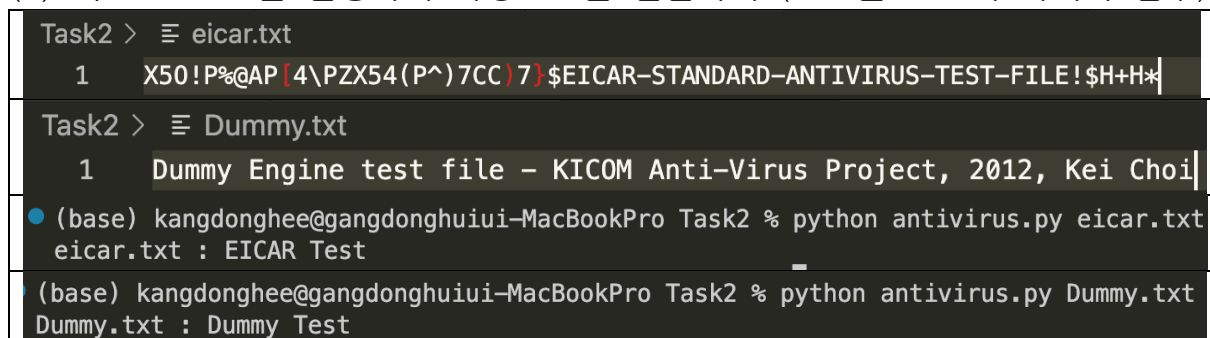 Task2 > eicar.txt
1 X5O!P%@AP[4\PZX54(P^)7CC)7}$EICAR-STANDARD-ANTIVIRUS-TEST-FILE!$H+H*
Task2 > Dummy.txt
1 Dummy Engine test file - KICOM Anti-Virus Project, 2012, Kei Choi
(base) kangdonghee@gangdonghuiui-MacBookPro Task2 % python antivirus.py eicar.txt
eicar.txt : EICAR Test
(base) kangdonghee@gangdonghuiui-MacBookPro Task2 % python antivirus.py Dummy.txt
Dummy.txt : Dummy Test